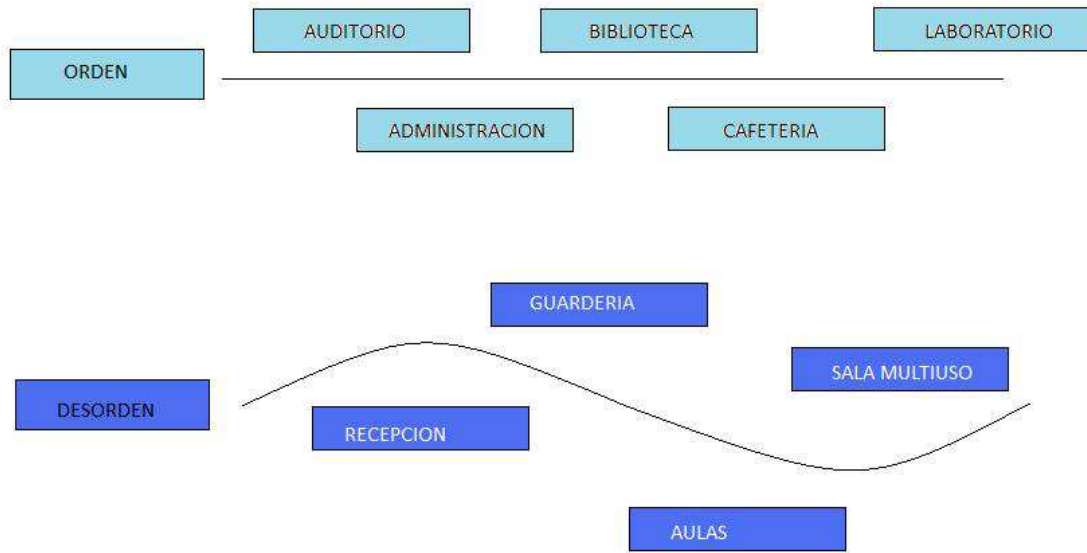 AUDITORIO
BIBLIOTECA
LABORATORIO
ORDEN
ADMINISTRACION
CAFETERIA
GUARDERIA
SALA MULTIUSO
DESORDEN
RECEPCION
AULAS